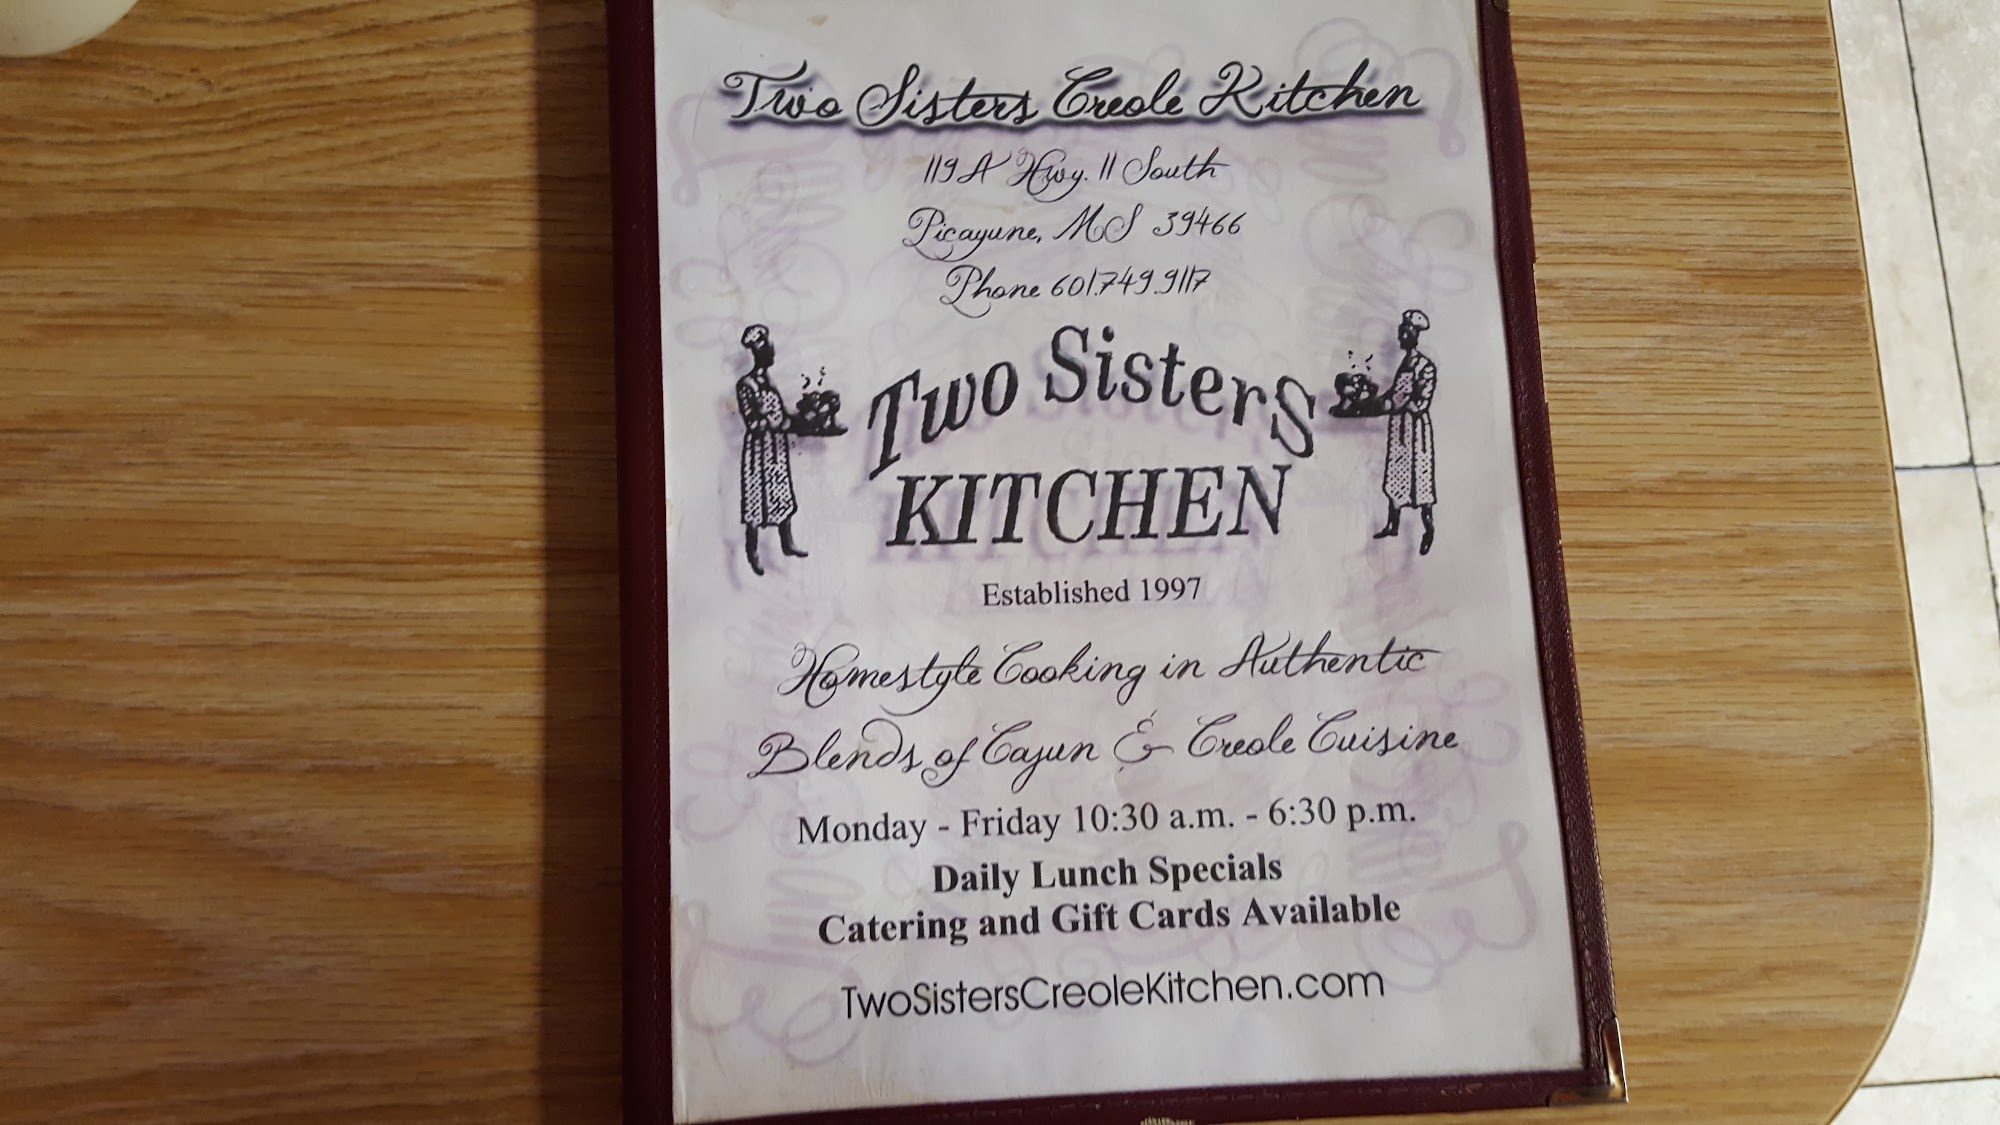 Two Sisters Creole Kitchen
119 A Hwy. 11 South
Picayune, MS 39466
Phone 601.749.9117
Two Sisters
KITCHEN
Established 1997
Homestyle Cooking in Authentic
Blends of Cajun & Creole Cuisine
Monday - Friday 10:30 a.m. - 6:30 p.m.
Daily Lunch Specials
Catering and Gift Cards Available
TwoSistersCreoleKitchen.com